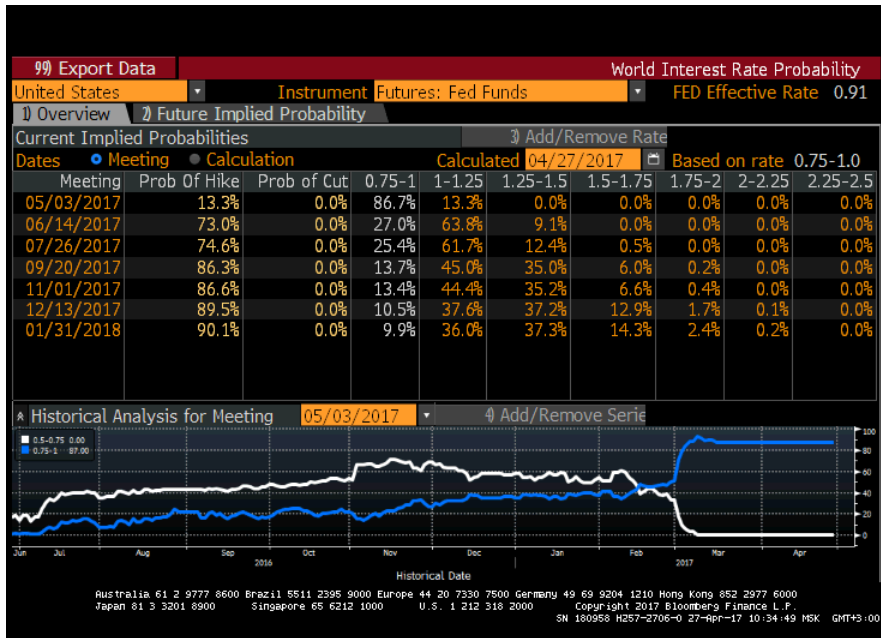 99) Export Data World Interest Rate Probability
United States Instrument Futures: Fed Funds FED Effective Rate 0.91
1) Overview 2) Future Implied Probability
Current Implied Probabilities 3) Add/Remove Rate
Dates Meeting Calculation Calculated 04/27/2017 Based on rate 0.75-1.0
Meeting Prob Of Hike Prob of Cut 0.75-1 1-1.25 1.25-1.5 1.5-1.75 1.75-2 2-2.25 2.25-2.5
05/03/2017 13.3% 0.0% 86.7% 13.3% 0.0% 0.0% 0.0% 0.0% 0.0%
06/14/2017 73.0% 0.0% 27.0% 63.8% 9.1% 0.0% 0.0% 0.0% 0.0%
07/26/2017 74.6% 0.0% 25.4% 61.7% 12.4% 0.5% 0.0% 0.0% 0.0%
09/20/2017 86.3% 0.0% 13.7% 45.0% 35.0% 6.0% 0.2% 0.0% 0.0%
11/01/2017 86.6% 0.0% 13.4% 44.4% 35.2% 6.6% 0.4% 0.0% 0.0%
12/13/2017 89.5% 0.0% 10.5% 37.6% 37.2% 12.9% 1.7% 0.1% 0.0%
01/31/2018 90.1% 0.0% 9.9% 36.0% 37.3% 14.3% 2.4% 0.2% 0.0%
Historical Analysis for Meeting 05/03/2017 4) Add/Remove Serie
0.5-0.75 0.00
0.75-1 87.00
100
80
60
40
20
0
Jun Jul Aug Sep Oct Nov Dec Jan Feb Mar Apr
2016 2017
Historical Date
Australia 61 2 9777 8600 Brazil 5511 2395 9000 Europe 44 20 7330 7500 Germany 49 69 9204 1210 Hong Kong 852 2977 6000
Japan 81 3 3201 8900 Singapore 65 6212 1000 U.S. 1 212 318 2000 Copyright 2017 Bloomberg Finance L.P.
SN 180958 H257-2706-0 27-Apr-17 10:34:49 MSK GMT+3:00